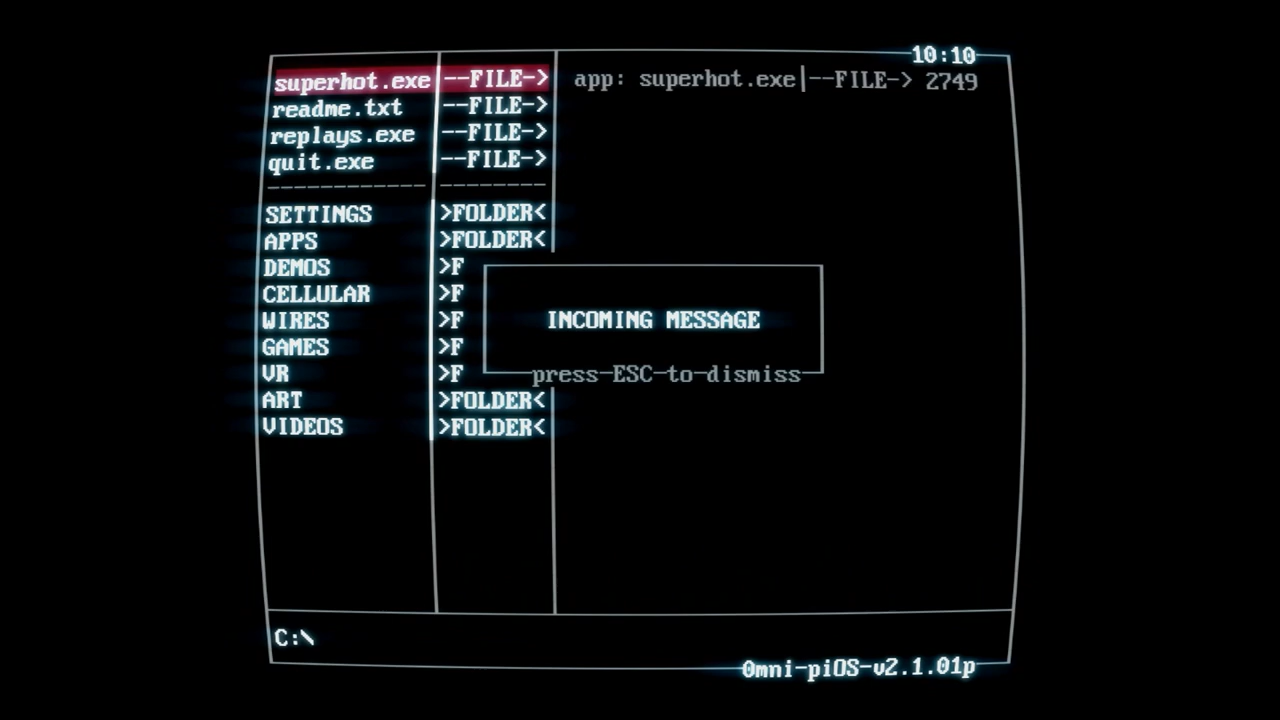 10:10
superhot.exe --FILE-> app: superhot.exe|--FILE-> 2749
readme.txt --FILE->
replays.exe --FILE->
quit.exe --FILE->
------------ --------
SETTINGS >FOLDER<
APPS >FOLDER<
DEMOS >F
CELLULAR >F
WIRES >F
INCOMING MESSAGE
GAMES >F
VR >F
press-ESC-to-dismiss
ART >FOLDER<
VIDEOS >FOLDER<
C:\
0mni-piOS-v2.1.01p